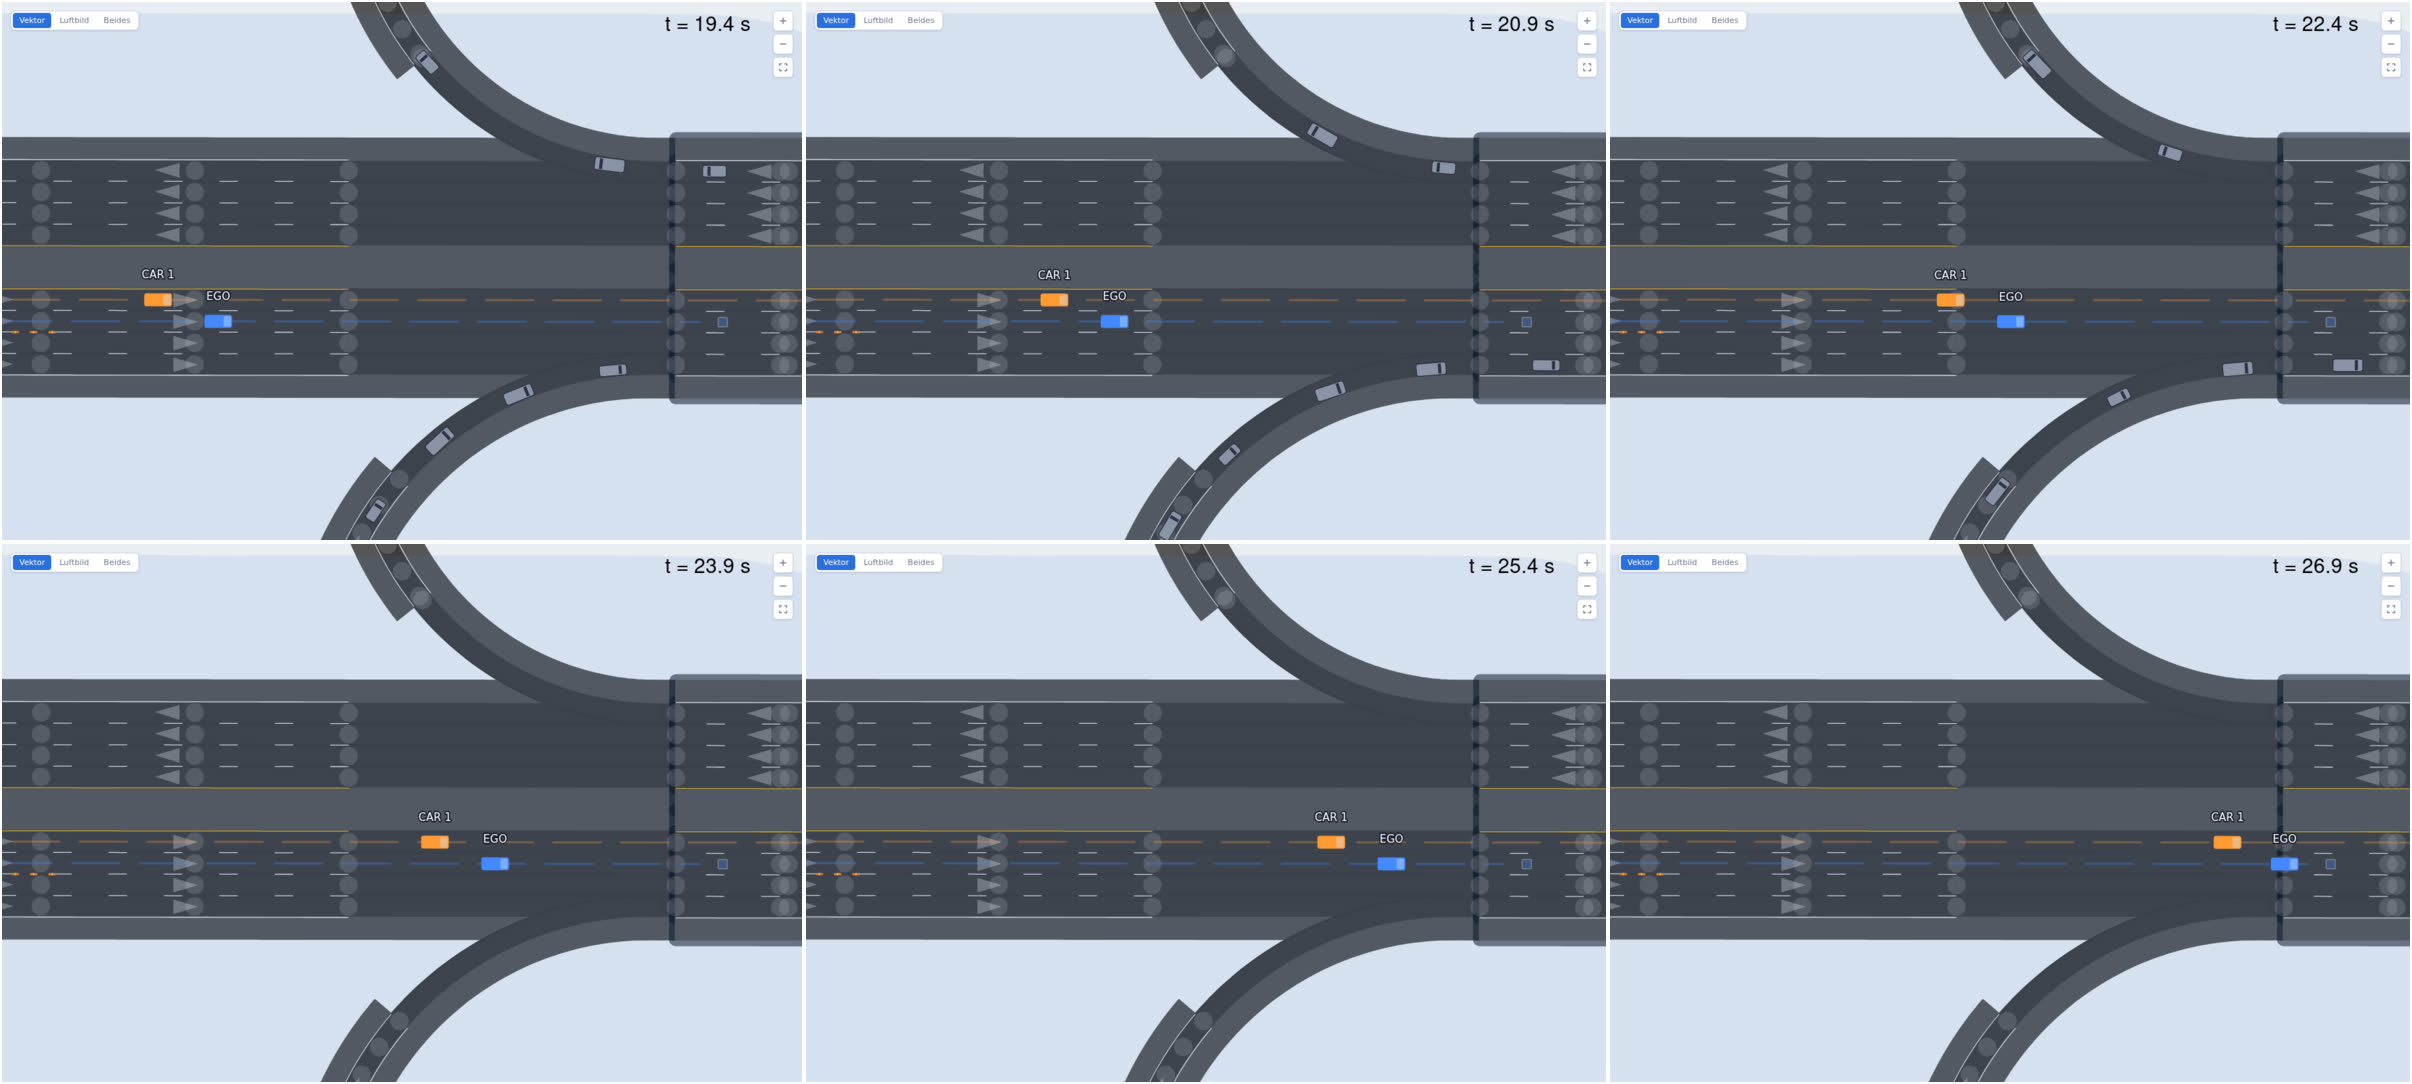 Vektor Luftbild Beides
t = 19.4 s
+
−
CAR 1
EGO
Vektor Luftbild Beides
t = 20.9 s
+
−
CAR 1
EGO
Vektor Luftbild Beides
t = 22.4 s
+
−
CAR 1
EGO
Vektor Luftbild Beides
t = 23.9 s
+
−
CAR 1
EGO
Vektor Luftbild Beides
t = 25.4 s
+
−
CAR 1
EGO
Vektor Luftbild Beides
t = 26.9 s
+
−
CAR 1
EGO